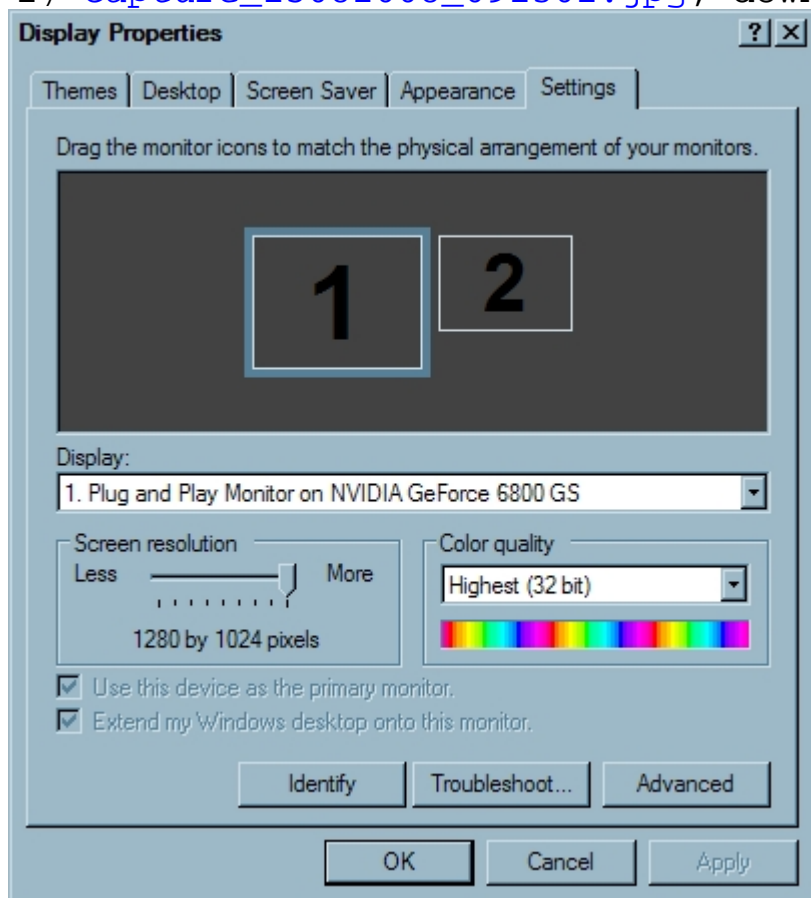 Display Properties
Themes Desktop Screen Saver Appearance Settings
Drag the monitor icons to match the physical arrangement of your monitors.
1 2
Display:
1. Plug and Play Monitor on NVIDIA GeForce 6800 GS
Screen resolution Color quality
Less More Highest (32 bit)
1280 by 1024 pixels
Use this device as the primary monitor.
Extend my Windows desktop onto this monitor.
Identify Troubleshoot... Advanced
OK Cancel Apply